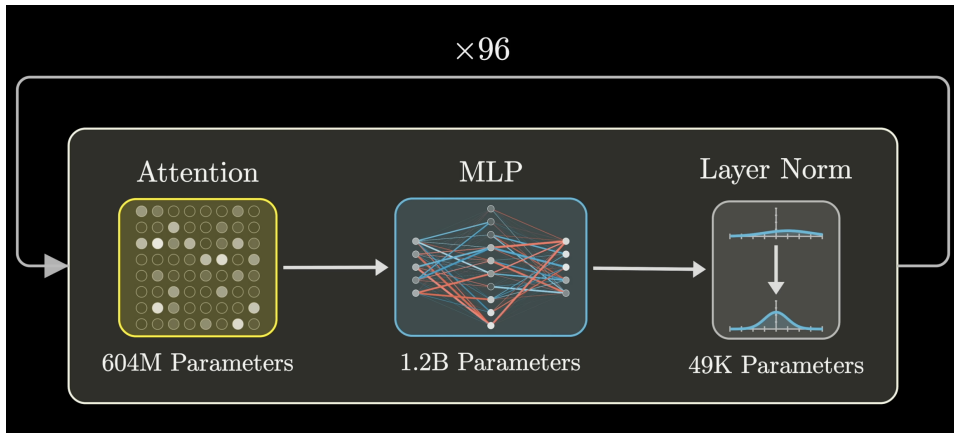 ×96
Attention
MLP
Layer Norm
604M Parameters
1.2B Parameters
49K Parameters